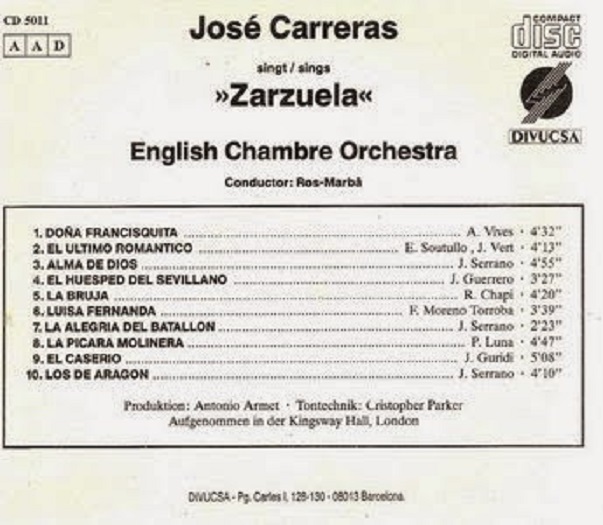 CD 5011
A A D
José Carreras
COMPACT
disc
DIGITAL AUDIO
singt / sings
»Zarzuela«
DIVUCSA
English Chambre Orchestra
Conductor: Ros-Marbà
1. DOÑA FRANCISQUITA A. Vives · 4'32"
2. EL ULTIMO ROMANTICO E. Soutullo, J. Vert · 4'13"
3. ALMA DE DIOS J. Serrano · 4'55"
4. EL HUESPED DEL SEVILLANO J. Guerrero · 3'27"
5. LA BRUJA R. Chapi · 4'20"
6. LUISA FERNANDA F. Moreno Torroba · 3'39"
7. LA ALEGRIA DEL BATALLON J. Serrano · 2'23"
8. LA PICARA MOLINERA P. Luna · 4'47"
9. EL CASERIO J. Guridi · 5'08"
10. LOS DE ARAGON J. Serrano · 4'10"
Produktion: Antonio Armet · Tontechnik: Cristopher Parker
Aufgenommen in der Kingsway Hall, London
DIVUCSA - Pg. Carles I, 128-130 - 08013 Barcelona.